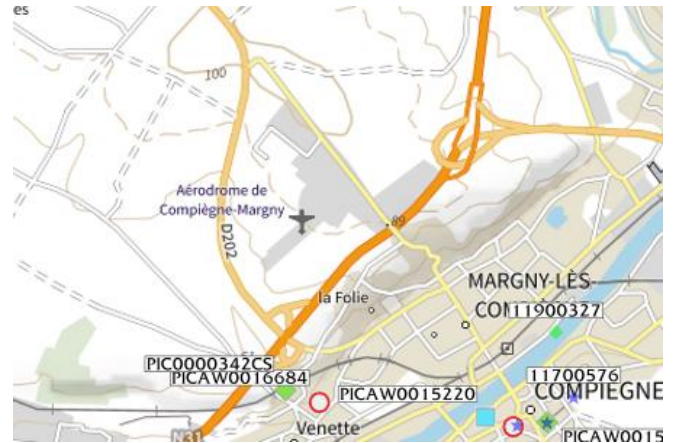 es
100
Aérodrome de
Compiègne-Margny
D202
89
la Folie
MARGNY-LÈS-
11900327
PIC0000342CS
PICAW0016684
PICAW0015220
11700576
COMPIEGNE
N31
Venette
PICAW0015